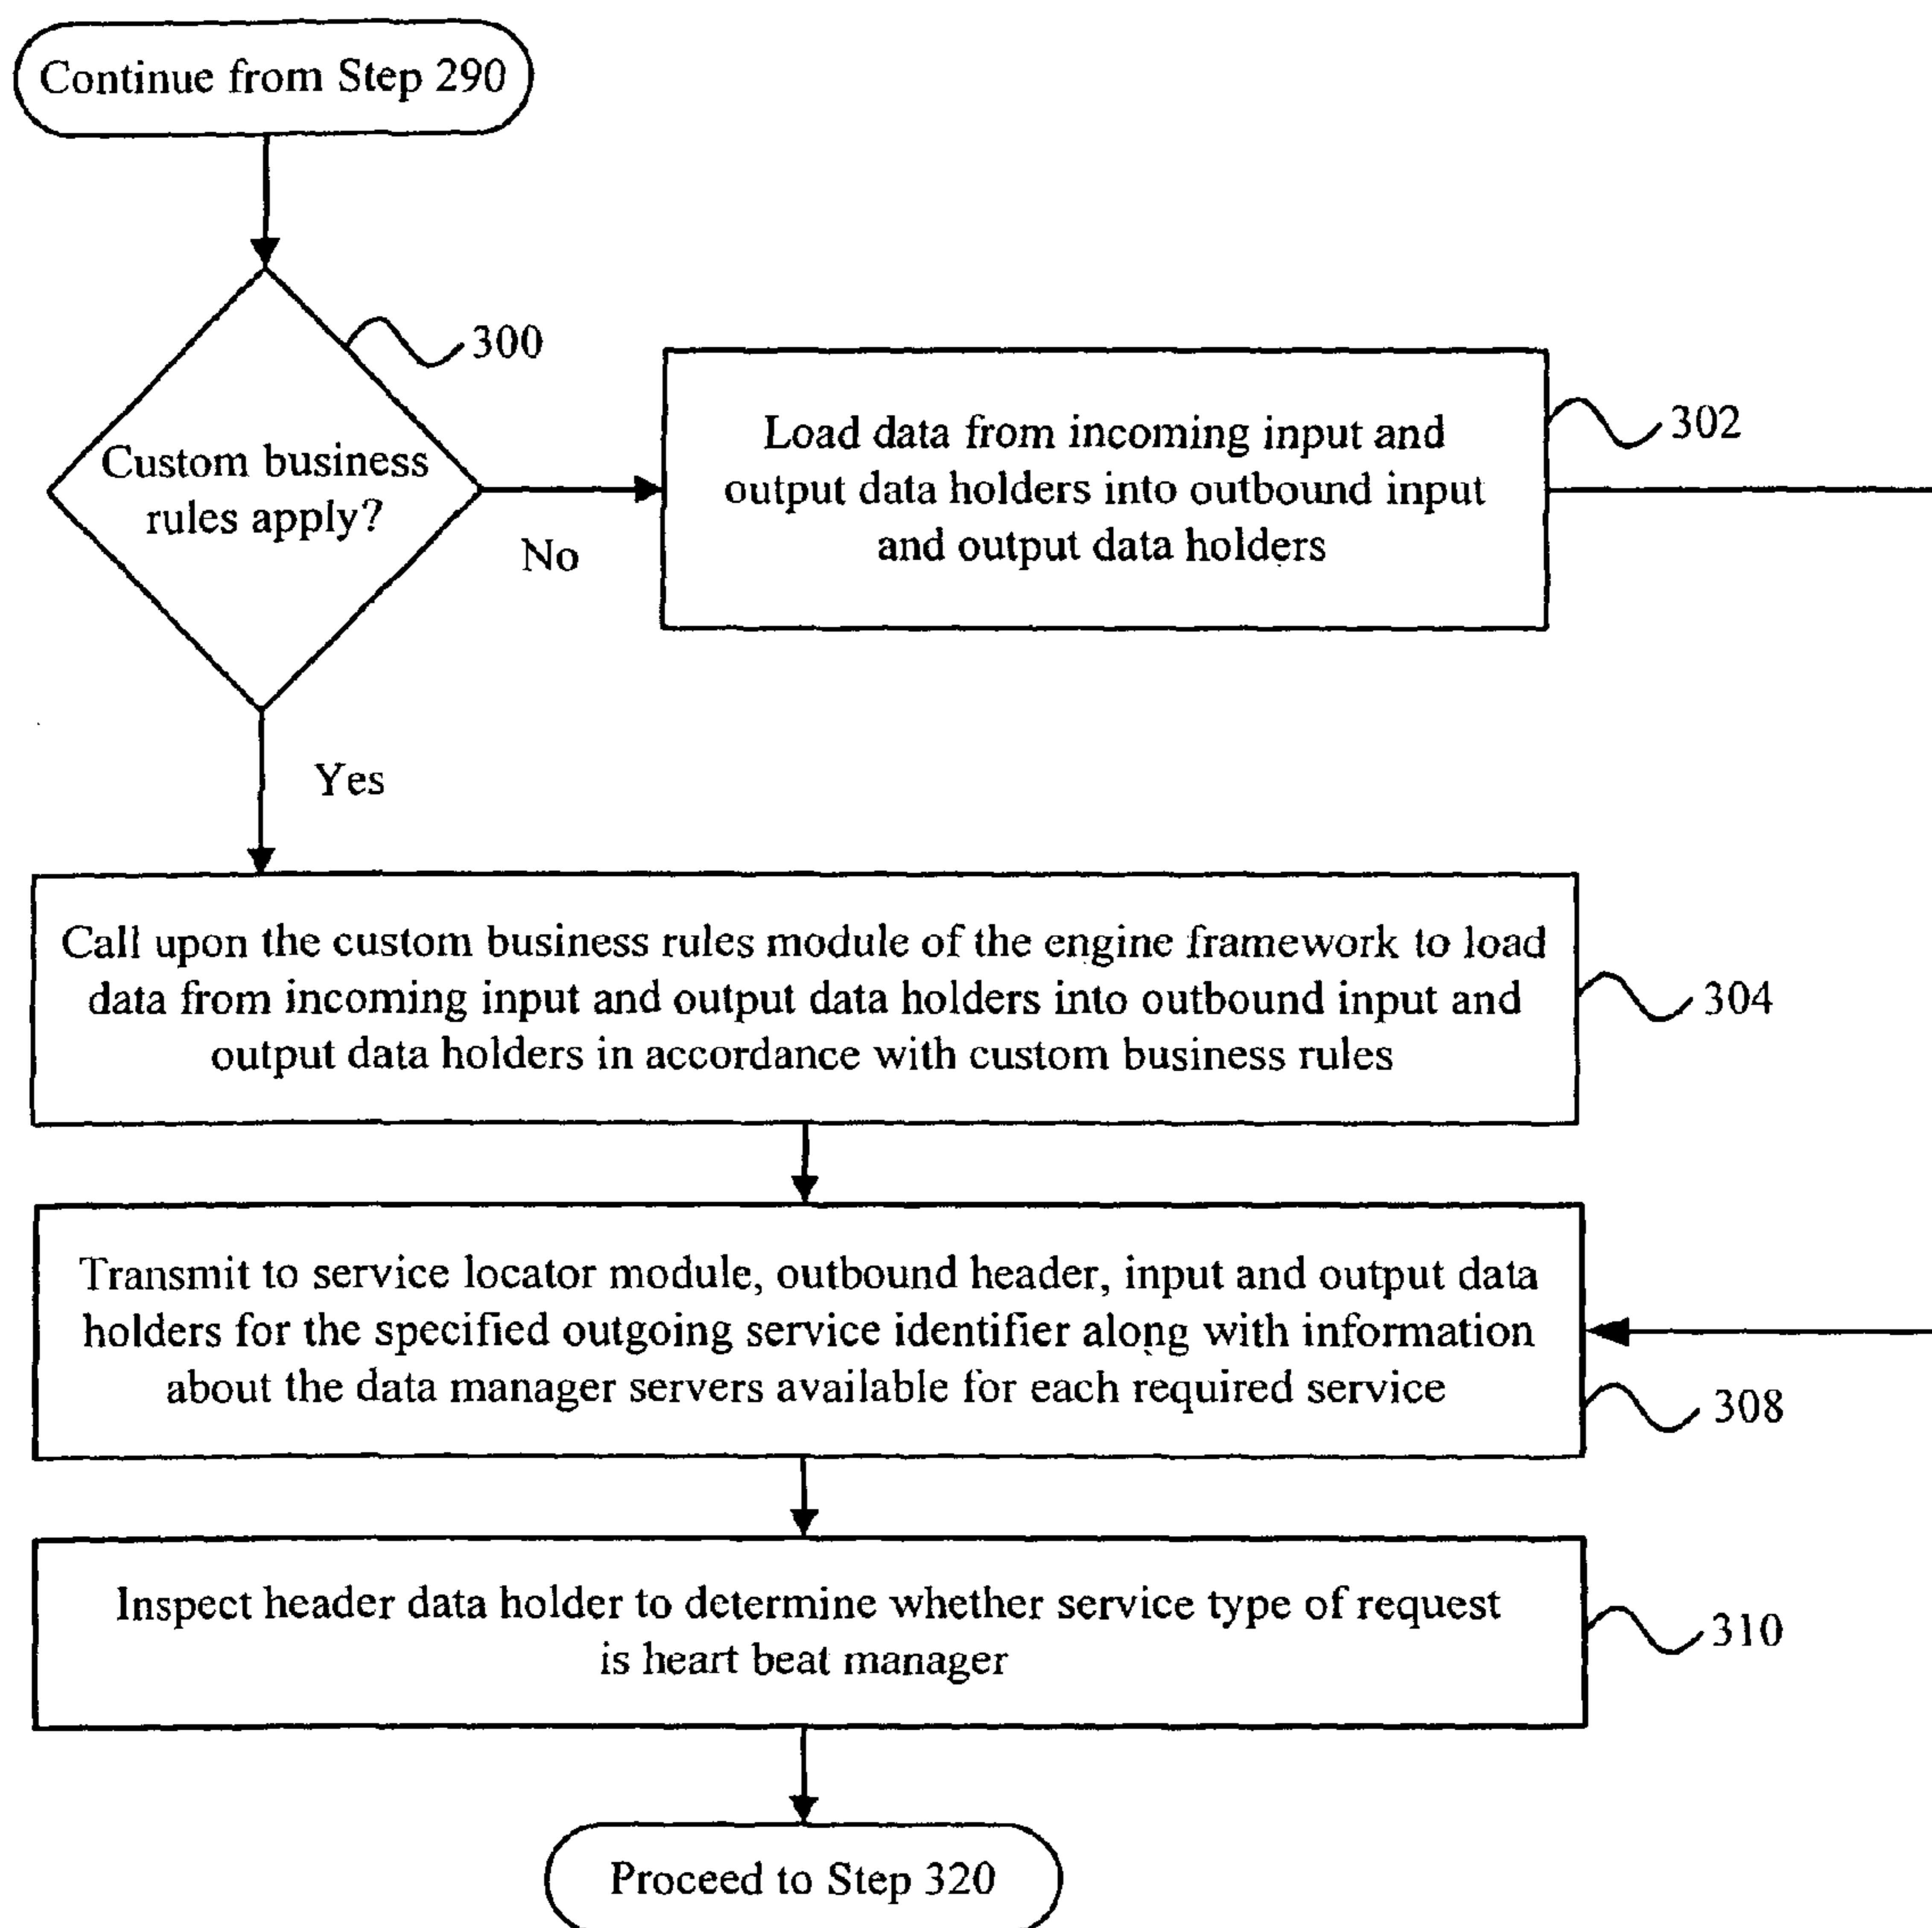 Continue from Step 290
300
Custom business
rules apply?
No
Load data from incoming input and
output data holders into outbound input
and output data holders
302
Yes
Call upon the custom business rules module of the engine framework to load
data from incoming input and output data holders into outbound input and
output data holders in accordance with custom business rules
304
Transmit to service locator module, outbound header, input and output data
holders for the specified outgoing service identifier along with information
about the data manager servers available for each required service
308
Inspect header data holder to determine whether service type of request
is heart beat manager
310
Proceed to Step 320